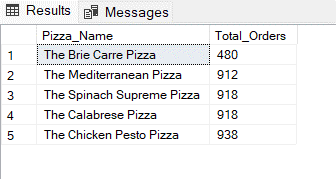 Results Messages
Pizza_Name Total_Orders
1 The Brie Carre Pizza 480
2 The Mediterranean Pizza 912
3 The Spinach Supreme Pizza 918
4 The Calabrese Pizza 918
5 The Chicken Pesto Pizza 938